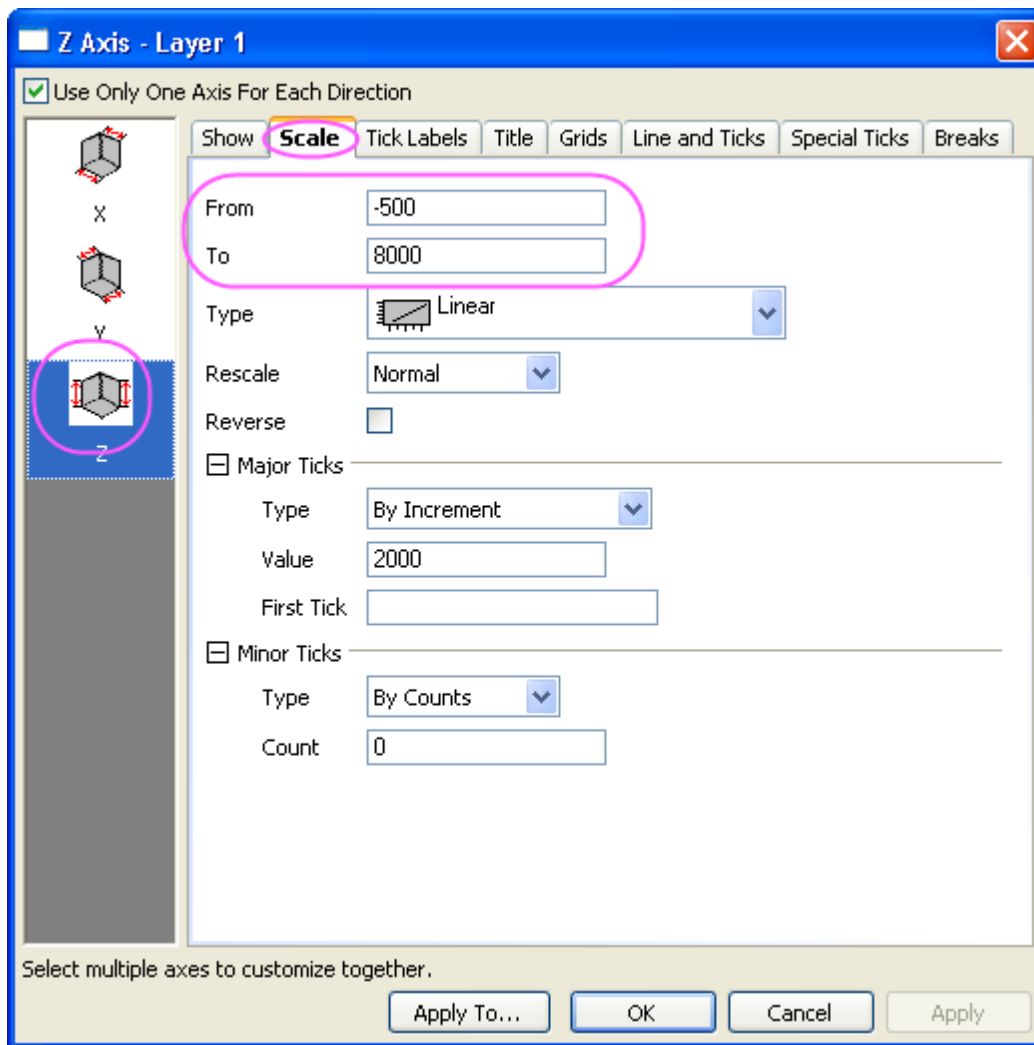 Z Axis - Layer 1
Use Only One Axis For Each Direction
Show Scale Tick Labels Title Grids Line and Ticks Special Ticks Breaks
X
Y
Z
From -500
To 8000
Type Linear
Rescale Normal
Reverse
Major Ticks
Type By Increment
Value 2000
First Tick
Minor Ticks
Type By Counts
Count 0
Select multiple axes to customize together.
Apply To... OK Cancel Apply